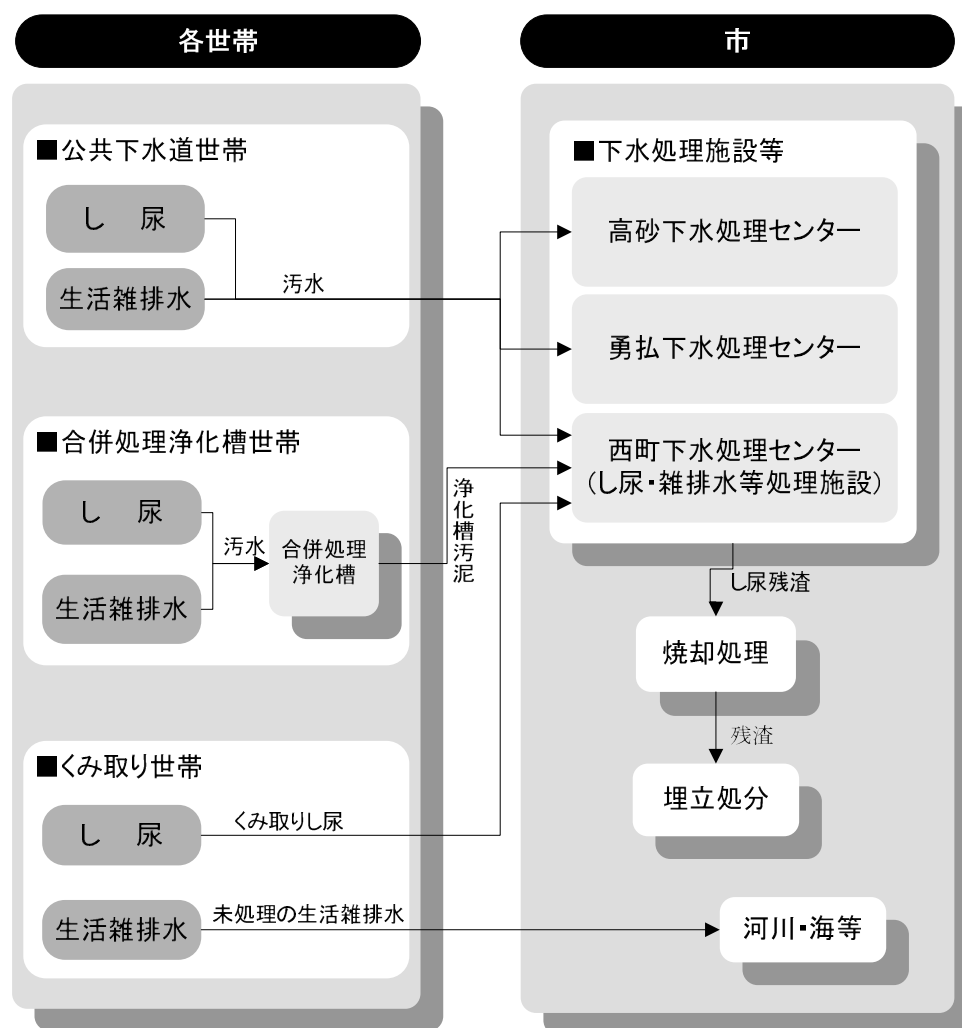 各世帯
市
■公共下水道世帯
し 尿
生活雑排水
汚水
■下水処理施設等
高砂下水処理センター
勇払下水処理センター
西町下水処理センター
(し尿・雑排水等処理施設)
■合併処理浄化槽世帯
し 尿
生活雑排水
汚水
合併処理
浄化槽
浄化槽汚泥
し尿残渣
焼却処理
残渣
埋立処分
■くみ取り世帯
し 尿
くみ取りし尿
生活雑排水
未処理の生活雑排水
河川・海等